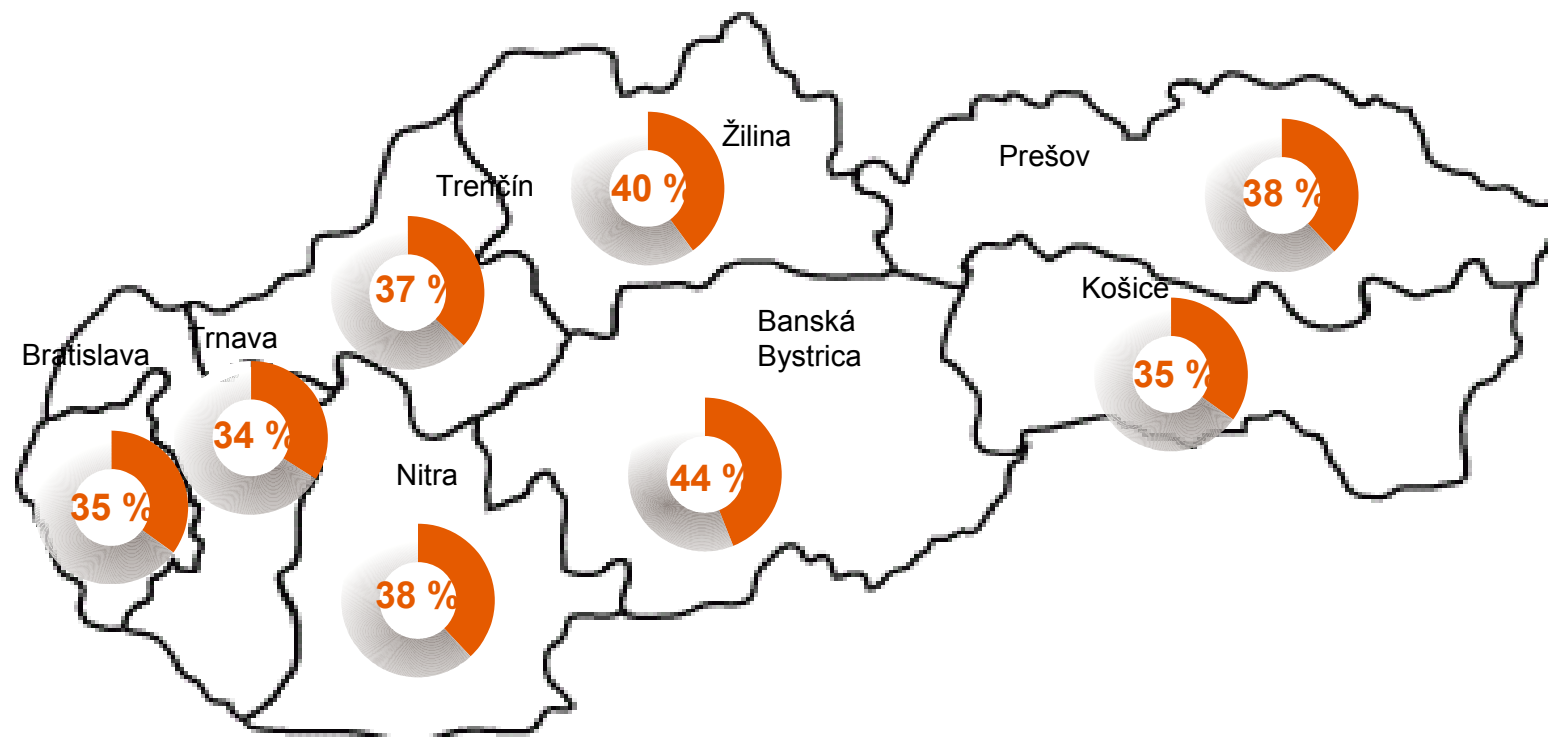 Žilina
40 %
Prešov
38 %
Trenčín
37 %
Košice
35 %
Banská
Bystrica
44 %
Trnava
34 %
Bratislava
35 %
Nitra
38 %